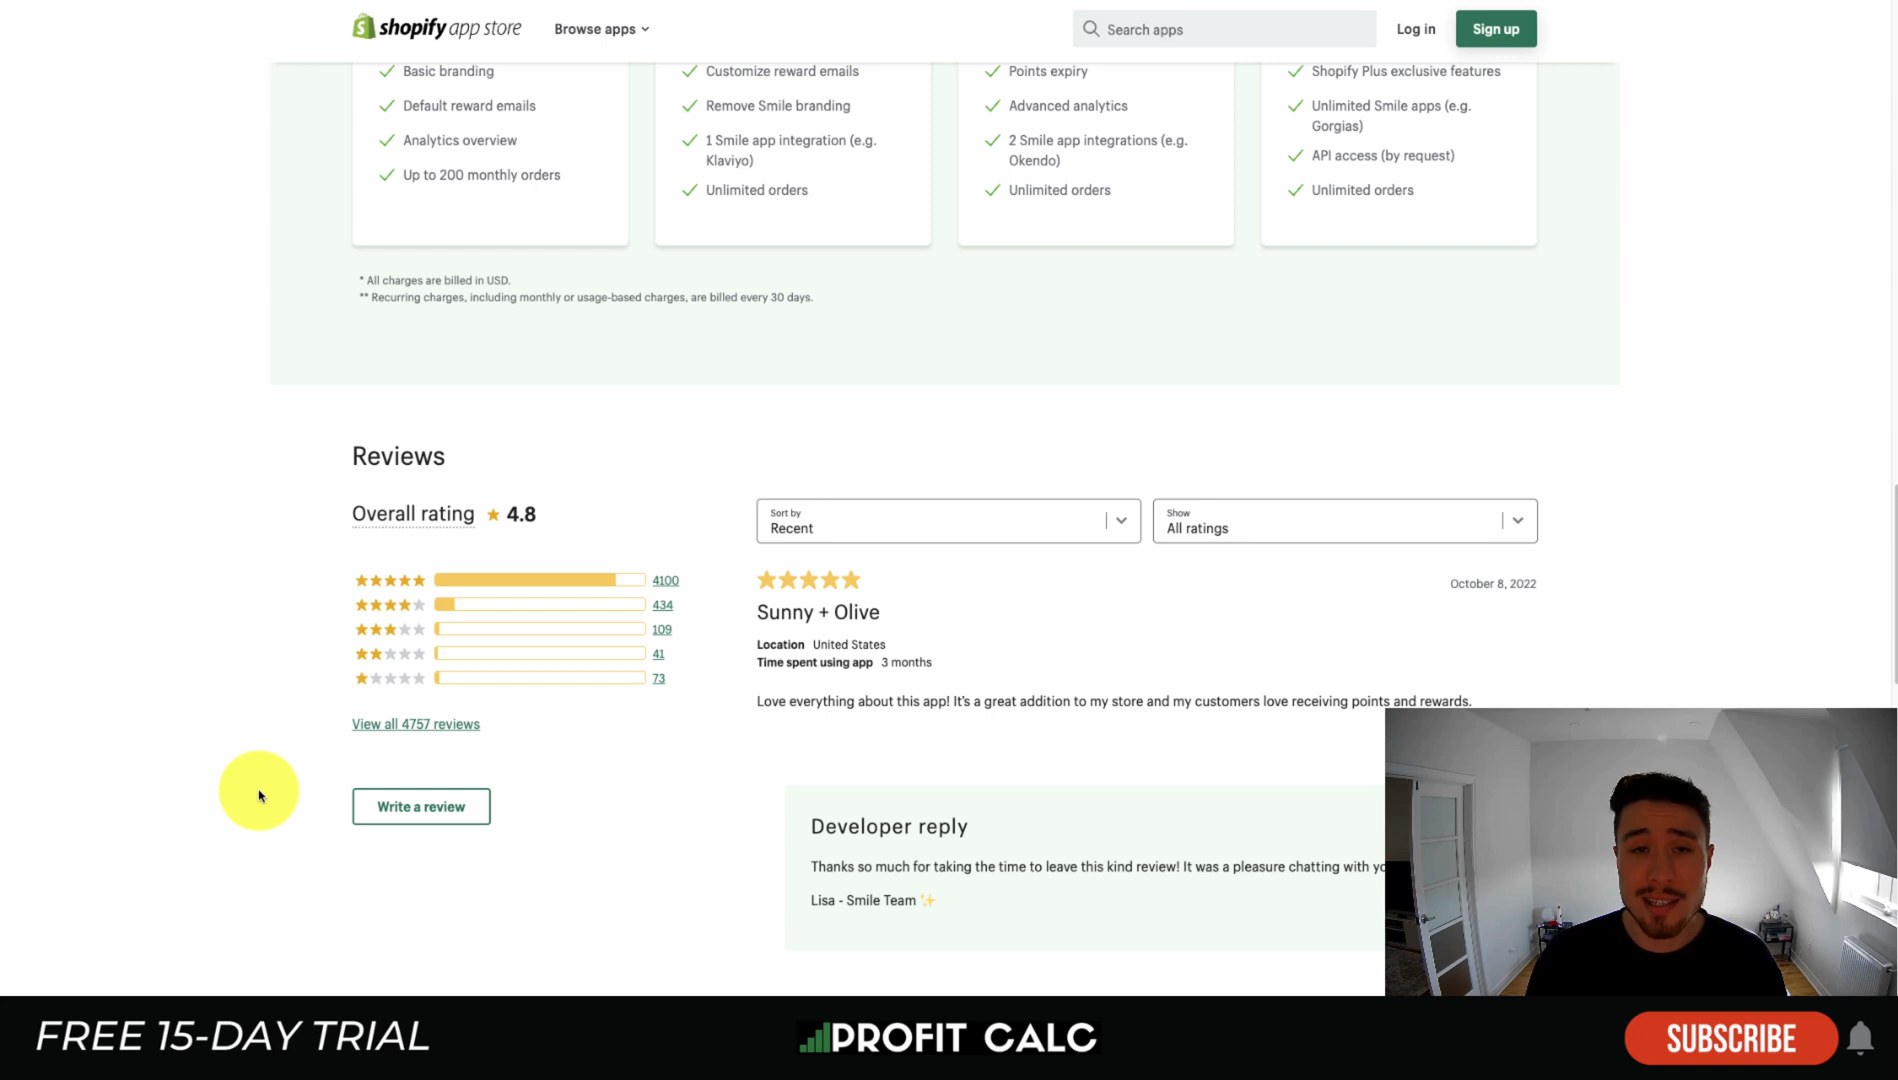 shopify app store
Browse apps
Search apps
Log in
Sign up
Basic branding
Default reward emails
Analytics overview
Up to 200 monthly orders
Customize reward emails
Remove Smile branding
1 Smile app integration (e.g.
Klaviyo)
Unlimited orders
Points expiry
Advanced analytics
2 Smile app integrations (e.g.
Okendo)
Unlimited orders
Shopify Plus exclusive features
Unlimited Smile apps (e.g.
Gorgias)
API access (by request)
Unlimited orders
* All charges are billed in USD.
** Recurring charges, including monthly or usage-based charges, are billed every 30 days.
Reviews
Overall rating 4.8
4100
434
109
41
73
View all 4757 reviews
Write a review
Sort by
Recent
Show
All ratings
October 8, 2022
Sunny + Olive
Location United States
Time spent using app 3 months
Love everything about this app! It's a great addition to my store and my customers love receiving points and rewards.
Developer reply
Thanks so much for taking the time to leave this kind review! It was a pleasure chatting with
Lisa - Smile Team ✨
FREE 15-DAY TRIAL
PROFIT CALC
SUBSCRIBE